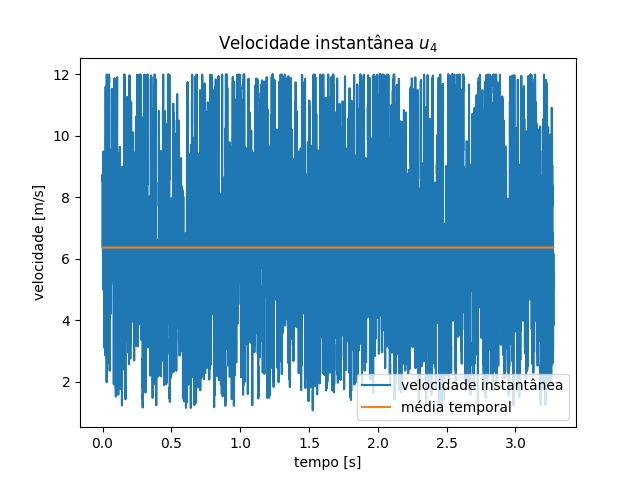 Velocidade instantânea u₄
12
10
8
6
4
2
velocidade [m/s]
velocidade instantânea
média temporal
0.0 0.5 1.0 1.5 2.0 2.5 3.0
tempo [s]